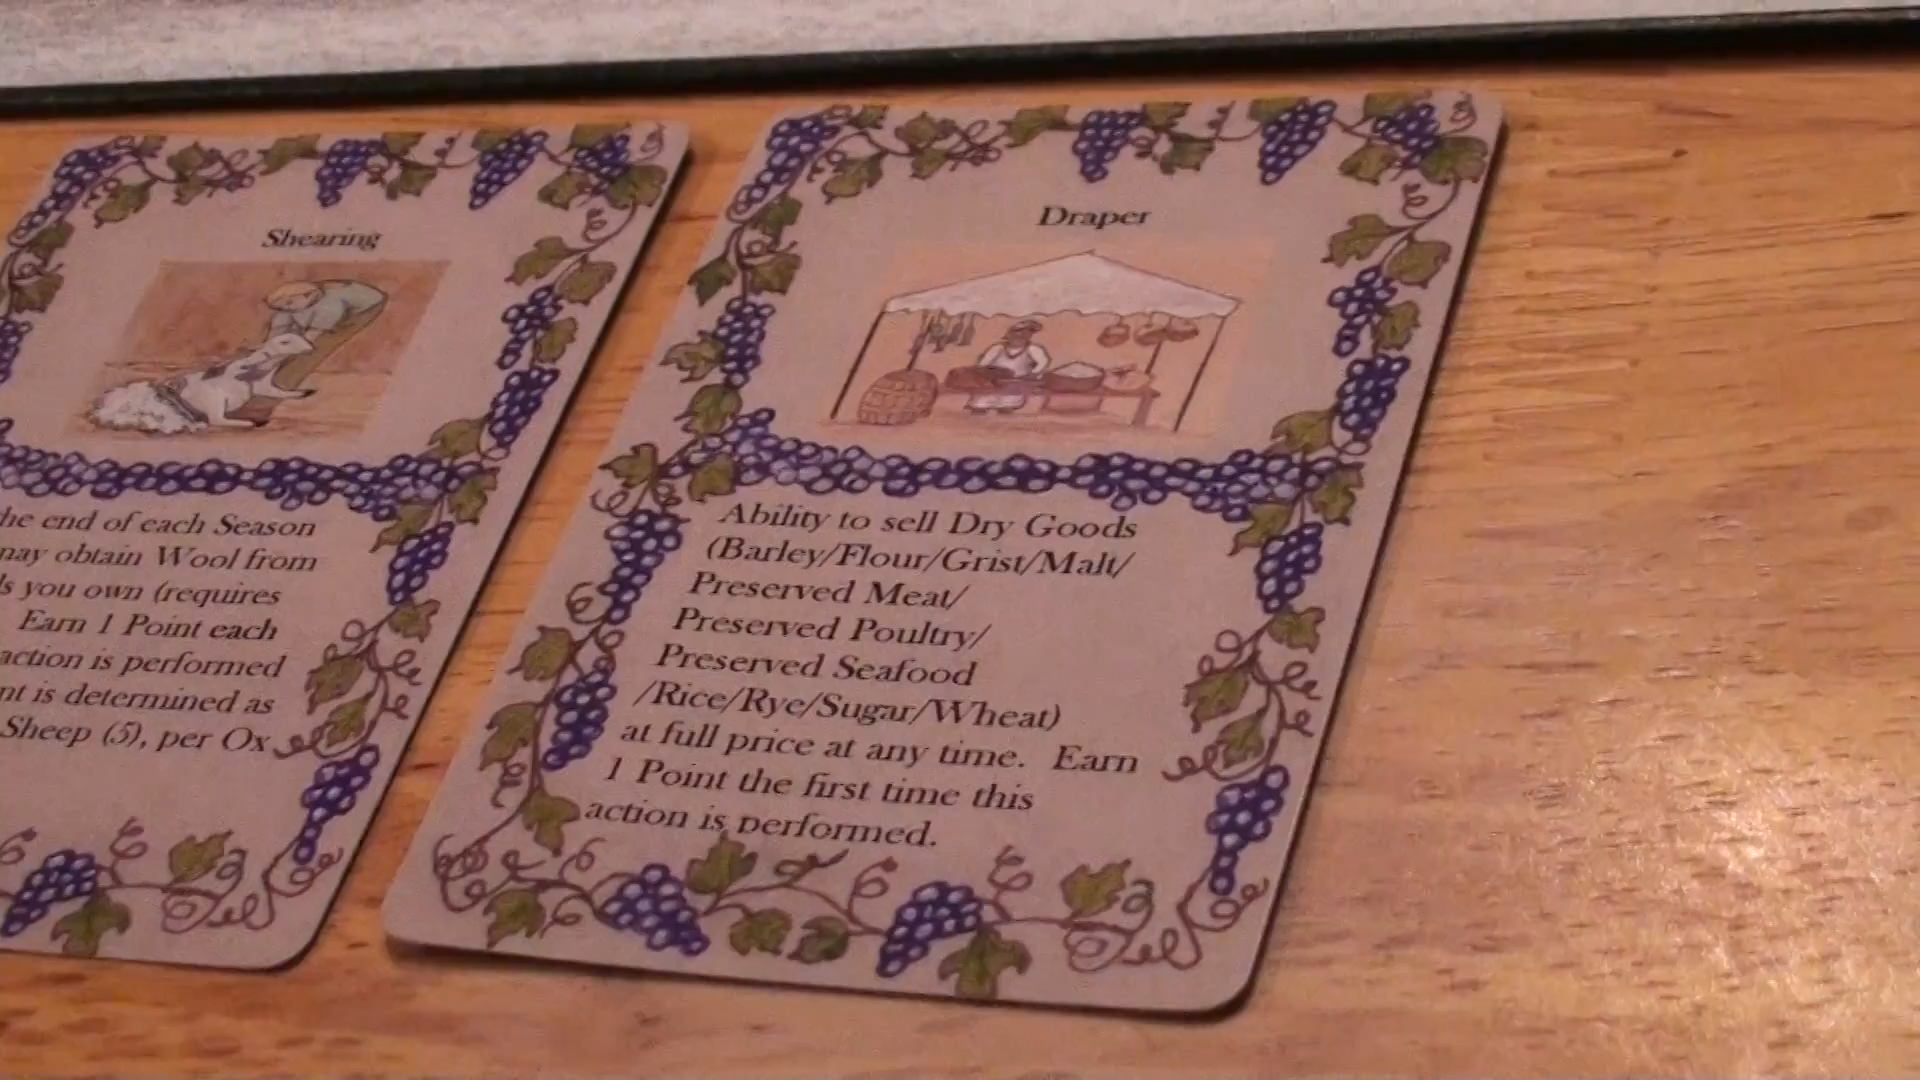 Shearing
he end of each Season
may obtain Wool from
ls you own (requires
Earn 1 Point each
action is performed
nt is determined as
Sheep (5), per Ox
Draper
Ability to sell Dry Goods
(Barley/Flour/Grist/Malt/
Preserved Meat/
Preserved Poultry/
Preserved Seafood
/Rice/Rye/Sugar/Wheat)
at full price at any time. Earn
1 Point the first time this
action is performed.